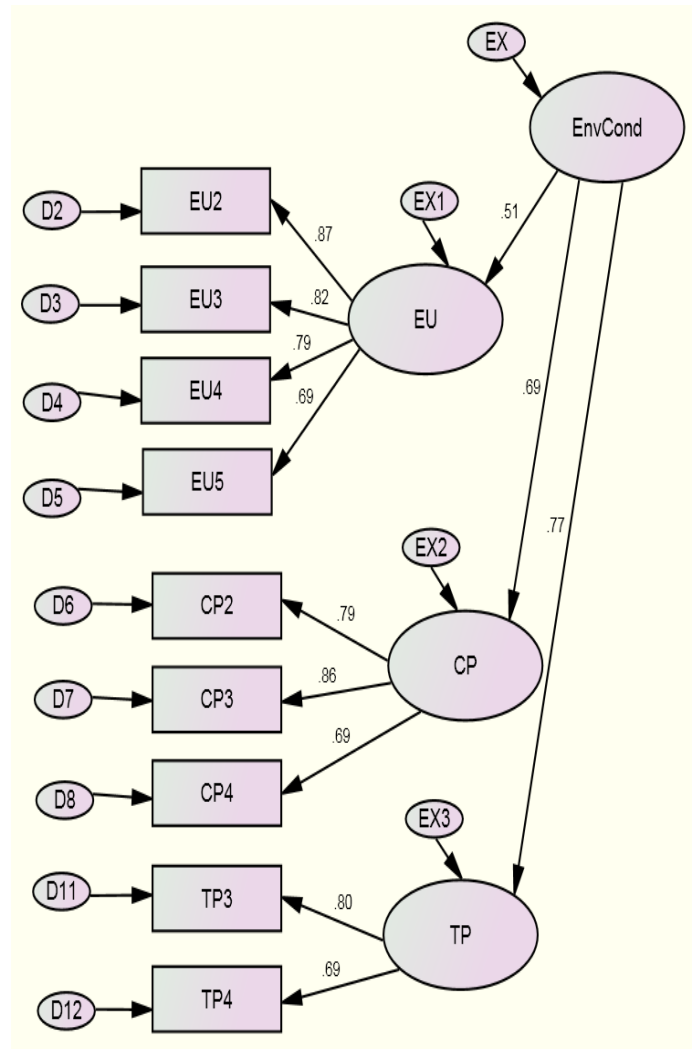 EX
EnvCond
EX1
.51
D2
EU2
.87
D3
EU3
.82
EU
D4
EU4
.79
D5
EU5
.69
.69
.77
EX2
D6
CP2
.79
CP
D7
CP3
.86
D8
CP4
.69
EX3
D11
TP3
.80
TP
D12
TP4
.69